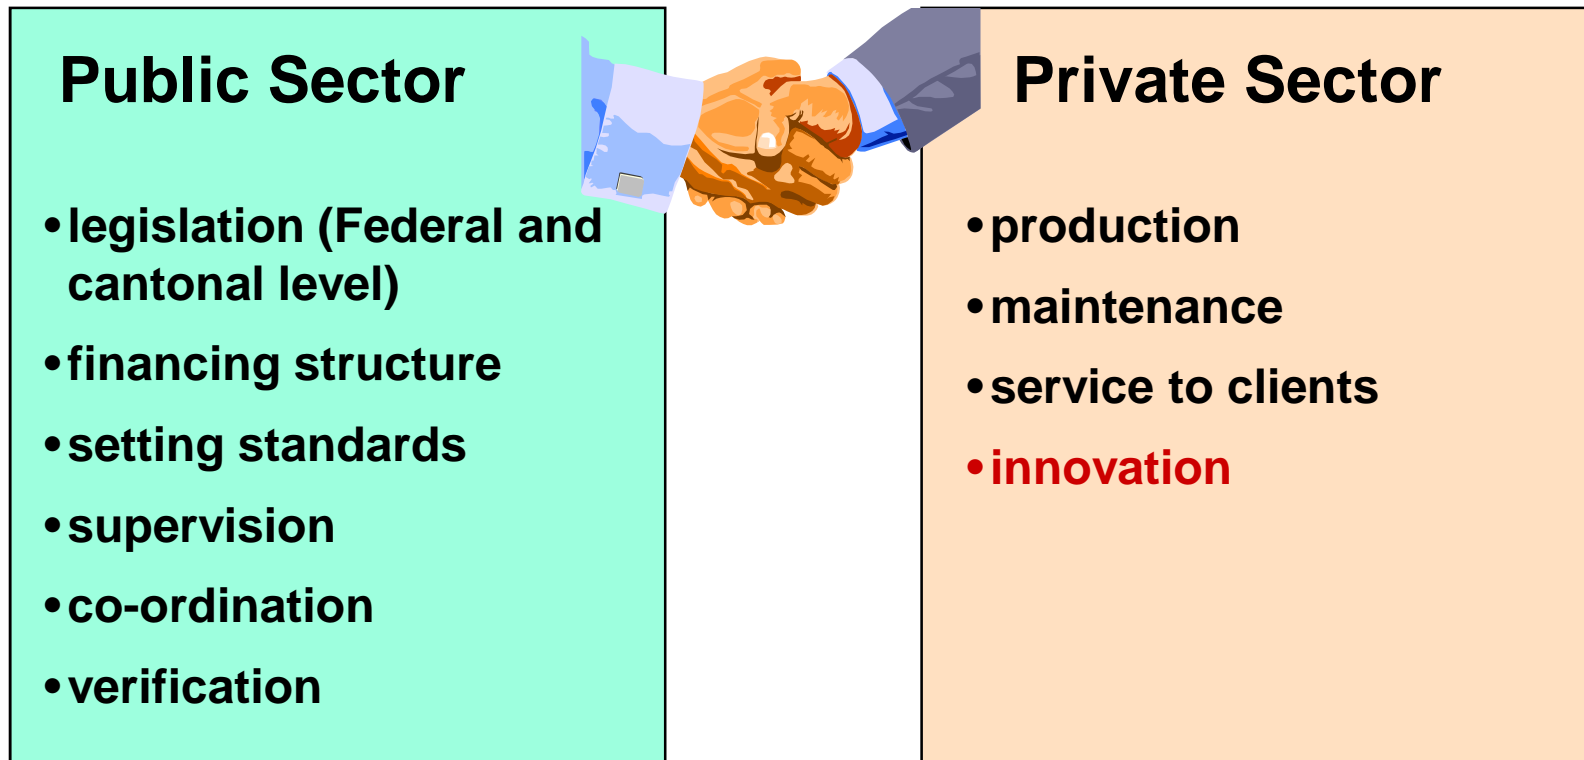 Public Sector
•legislation (Federal and
cantonal level)
•financing structure
•setting standards
•supervision
•co-ordination
•verification
Private Sector
•production
•maintenance
•service to clients
•innovation